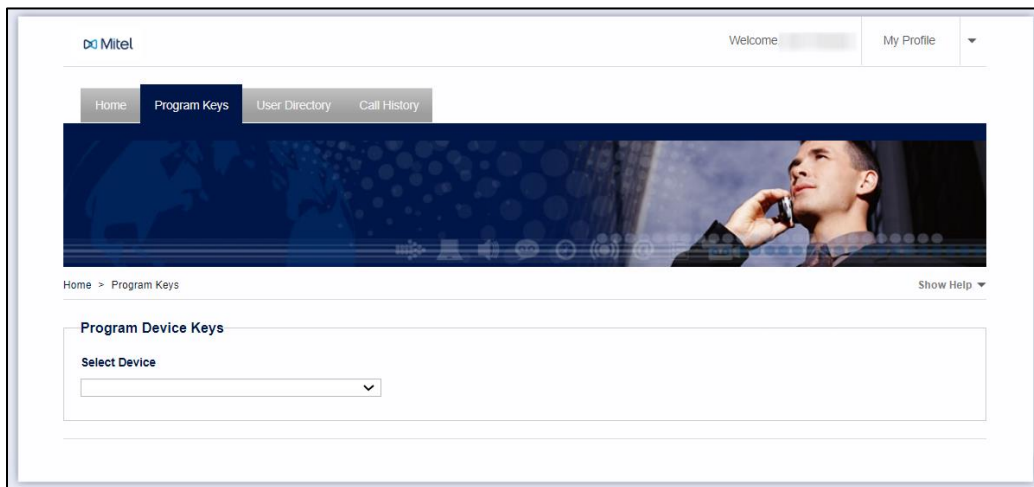 Mitel
Welcome
My Profile
Home
Program Keys
User Directory
Call History
Home > Program Keys
Show Help
Program Device Keys
Select Device